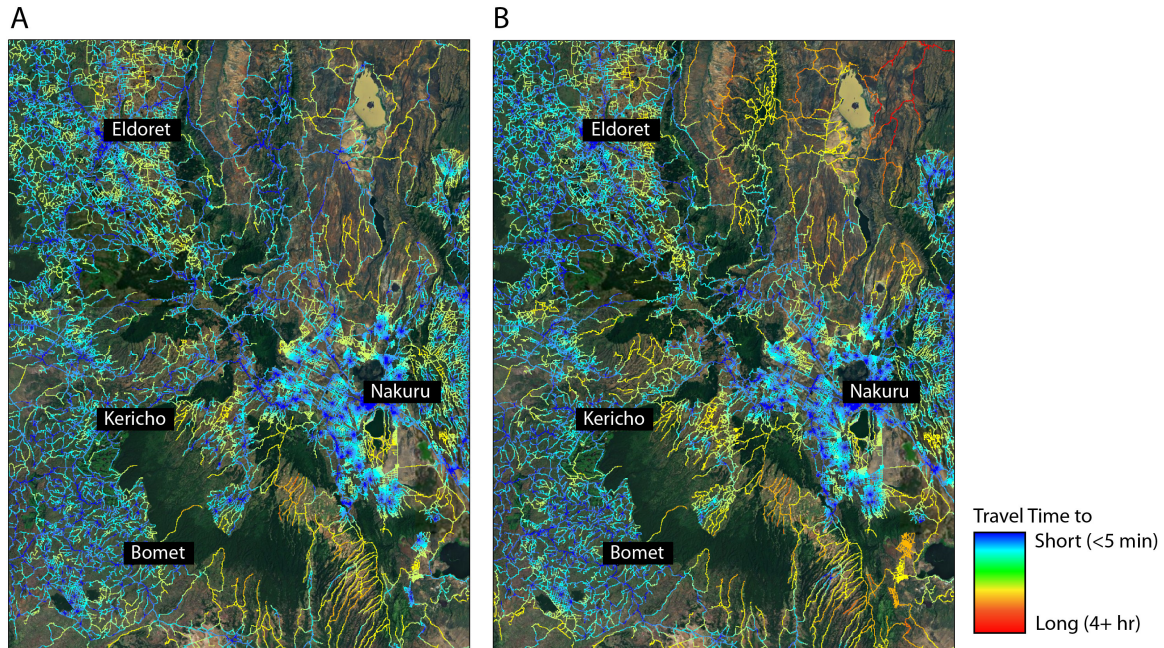 A
B
Eldoret
Eldoret
Nakuru
Nakuru
Kericho
Kericho
Bomet
Bomet
Travel Time to
Short (<5 min)
Long (4+ hr)